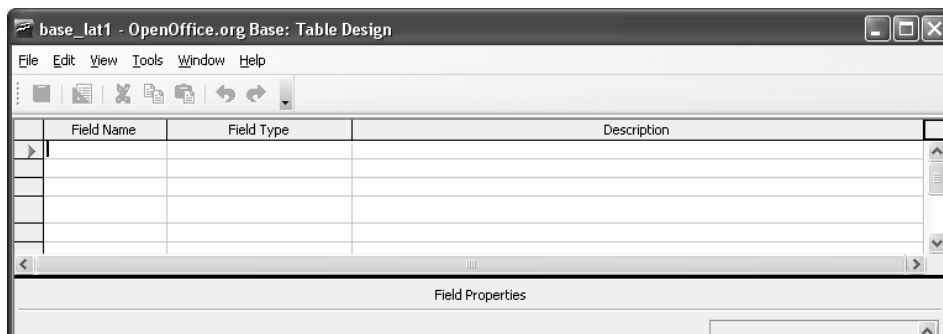 base_lat1 - OpenOffice.org Base: Table Design
File Edit View Tools Window Help
Field Name Field Type Description
Field Properties